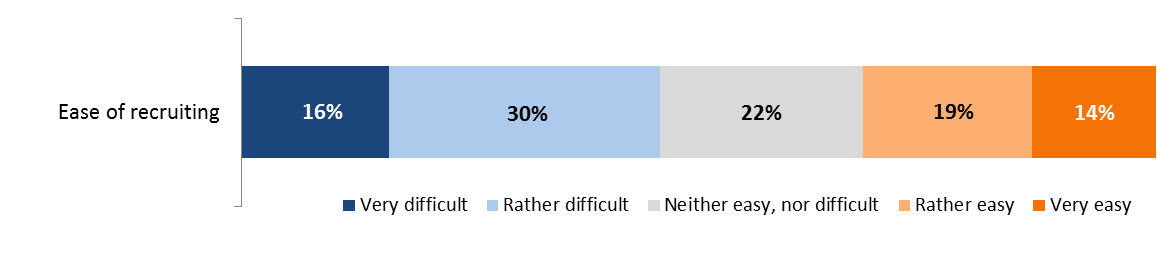 Ease of recruiting
16%
30%
22%
19%
14%
Very difficult
Rather difficult
Neither easy, nor difficult
Rather easy
Very easy